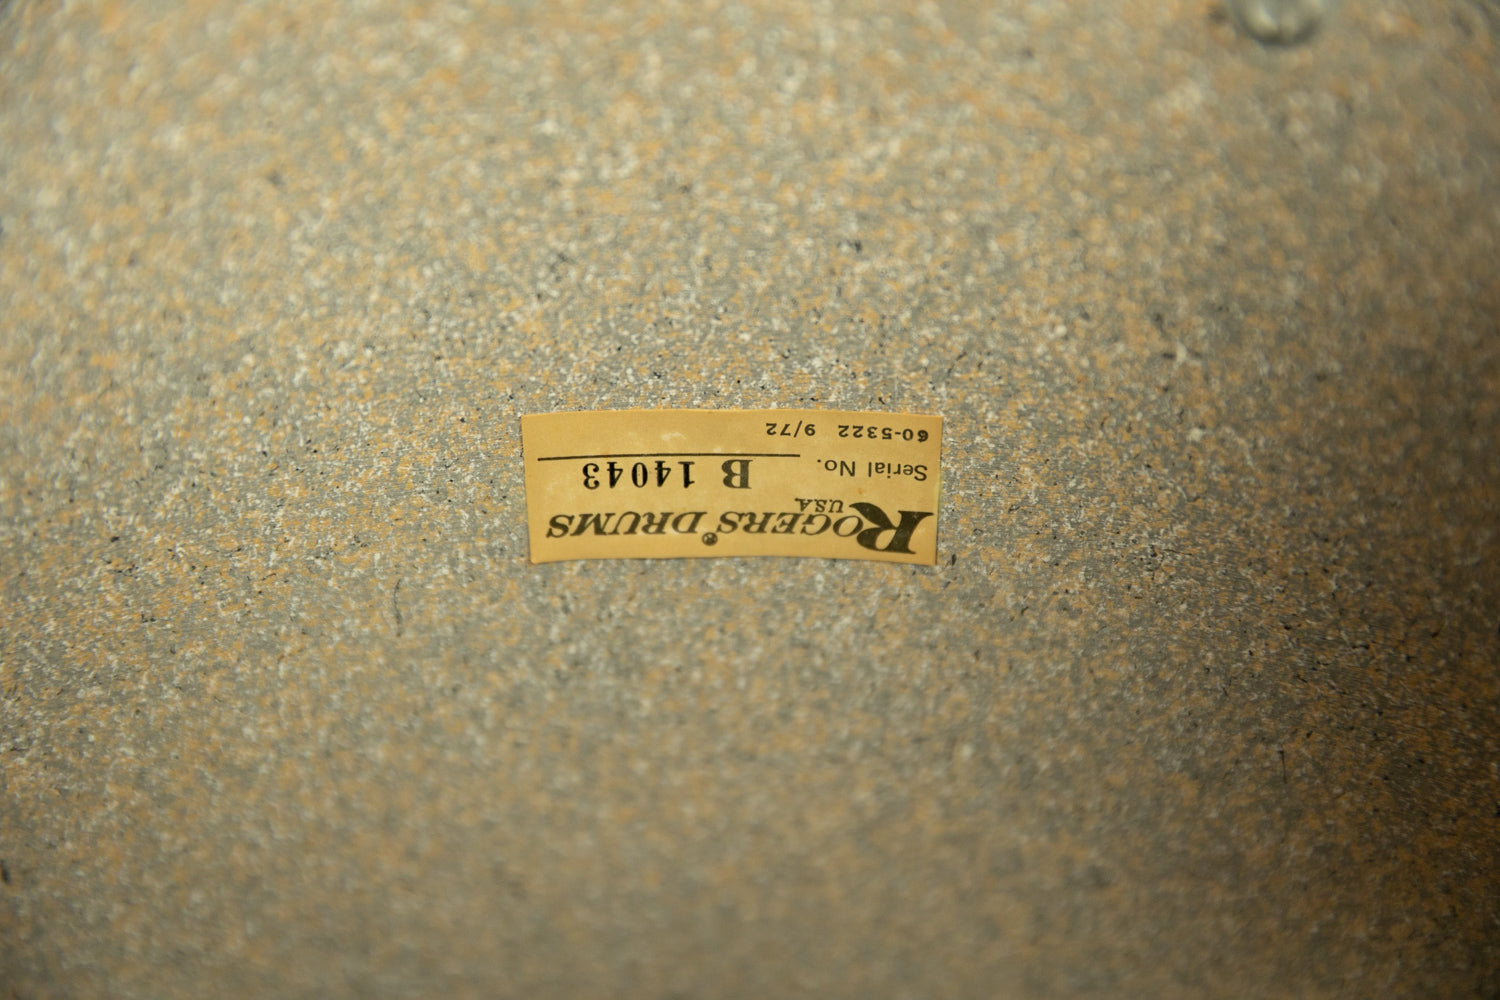 ROGERS® DRUMS
U.S.A.
Serial No. B 14043
60-5322 9/72